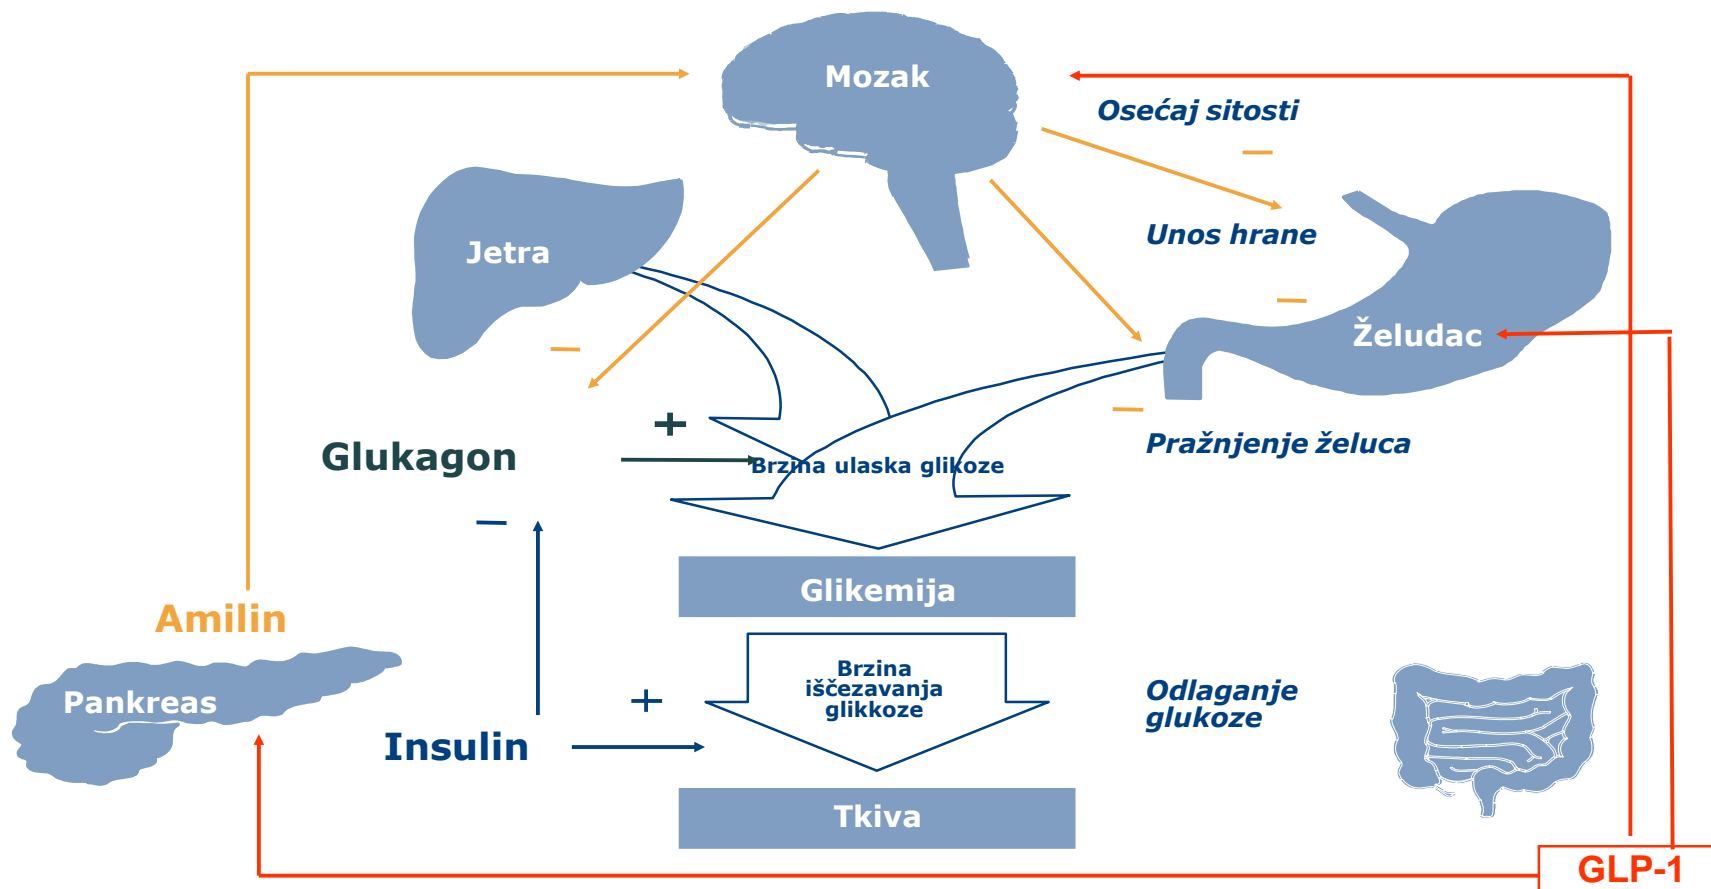 Mozak
Osećaj sitosti
–
Jetra
Unos hrane
–
Želudac
–
–
Pražnjenje želuca
+
Glukagon
Brzina ulaska glikoze
–
Glikemija
Amilin
Pankreas
Brzina
iščezavanja
glikkoze
+
Insulin
Odlaganje
glukoze
Tkiva
GLP-1